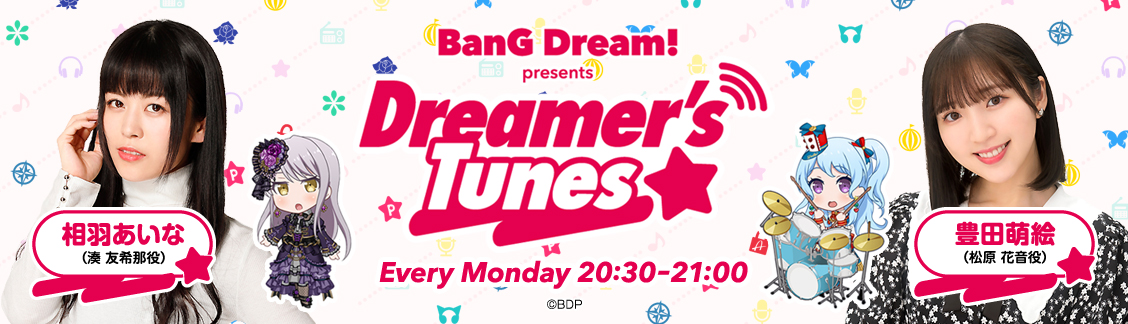 BanG Dream!
presents
Dreamer's
Tunes
相羽あいな
(湊 友希那役)
豊田萌絵
(松原 花音役)
Every Monday 20:30-21:00
©BDP